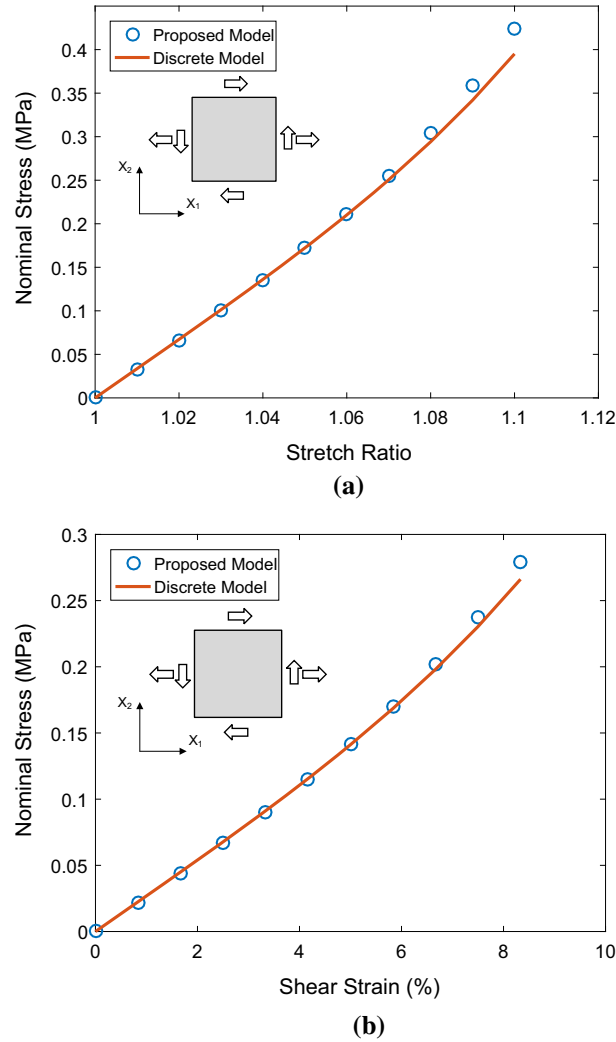 0.4
0.35
0.3
0.25
0.2
0.15
0.1
0.05
0
Nominal Stress (MPa)
Proposed Model
Discrete Model
X2
X1
1 1.02 1.04 1.06 1.08 1.1 1.12
Stretch Ratio
(a)
0.3
0.25
0.2
0.15
0.1
0.05
0
Nominal Stress (MPa)
Proposed Model
Discrete Model
X2
X1
0 2 4 6 8 10
Shear Strain (%)
(b)